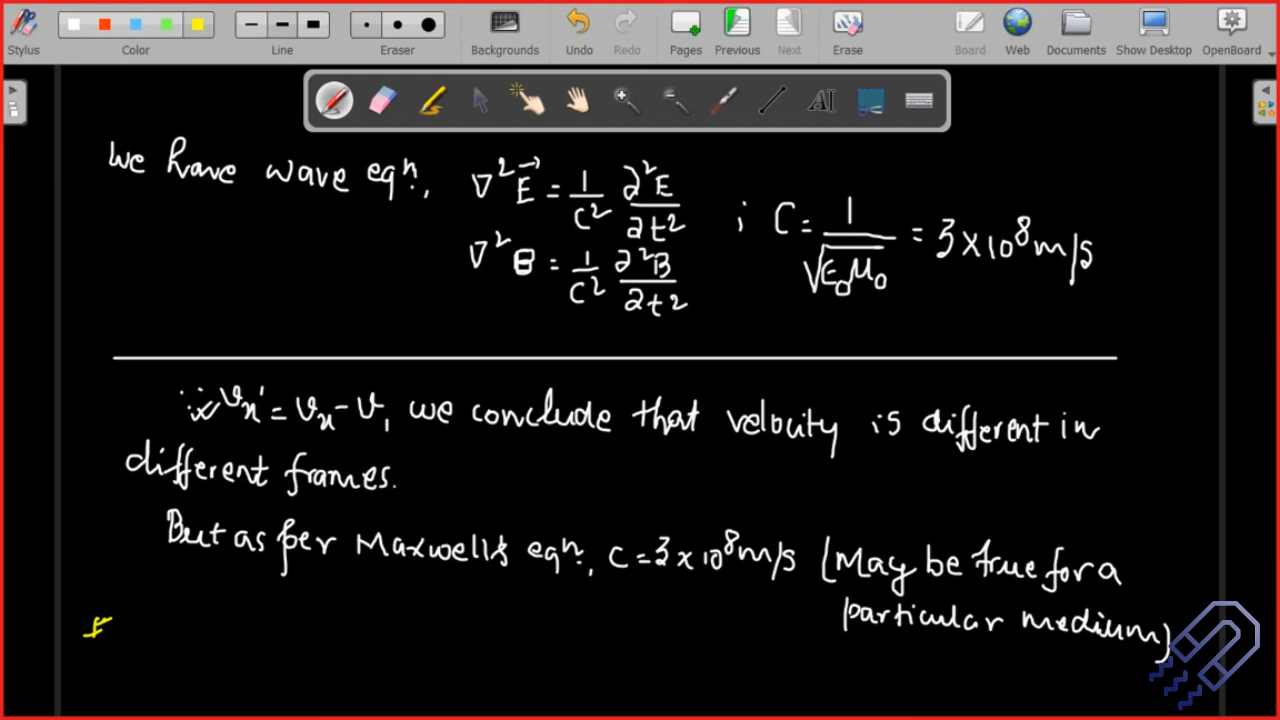 Stylus Color Line Eraser Backgrounds Undo Redo Pages Previous Next Erase Board Web Documents Show Desktop OpenBoard
We have wave eqⁿ., ∇²E⃗ = 1/C² ∂²E/∂t² ; C = 1/√ϵ₀μ₀ = 3×10⁸ m/s
∇²B = 1/C² ∂²B/∂t²
∵ vₓ' = vₓ - v, we conclude that velocity is different in
different frames.
But as per Maxwell's eqⁿ., C = 3×10⁸ m/s (May be true for a
particular medium)